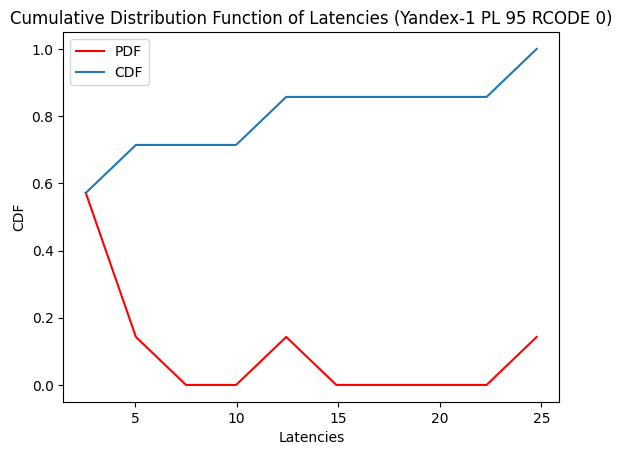 Cumulative Distribution Function of Latencies (Yandex-1 PL 95 RCODE 0)
PDF
CDF
1.0
0.8
0.6
0.4
0.2
0.0
CDF
5
10
15
20
25
Latencies